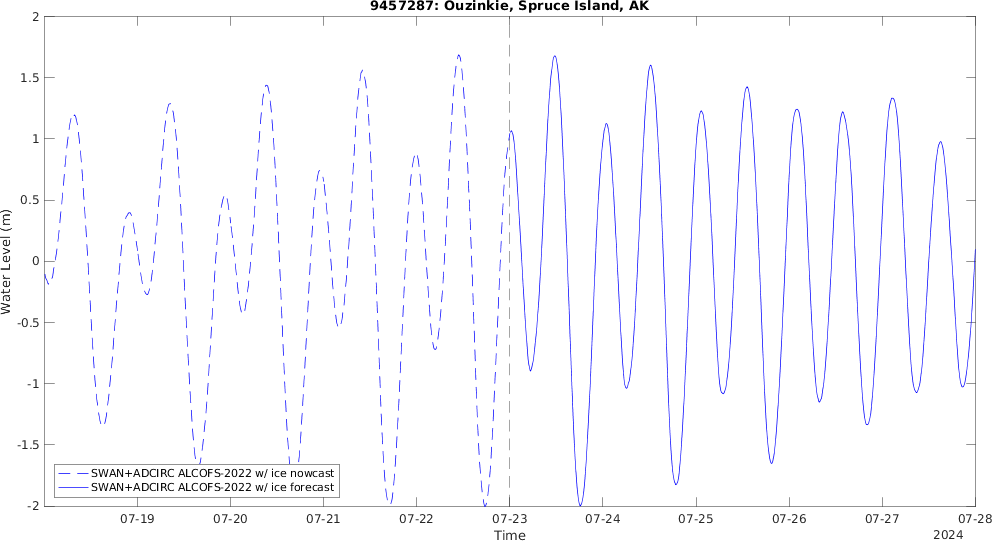 9457287: Ouzinkie, Spruce Island, AK
2
1.5
1
0.5
0
-0.5
-1
-1.5
-2
Water Level (m)
SWAN+ADCIRC ALCOFS-2022 w/ ice nowcast
SWAN+ADCIRC ALCOFS-2022 w/ ice forecast
07-19 07-20 07-21 07-22 07-23 07-24 07-25 07-26 07-27 07-28
Time
2024